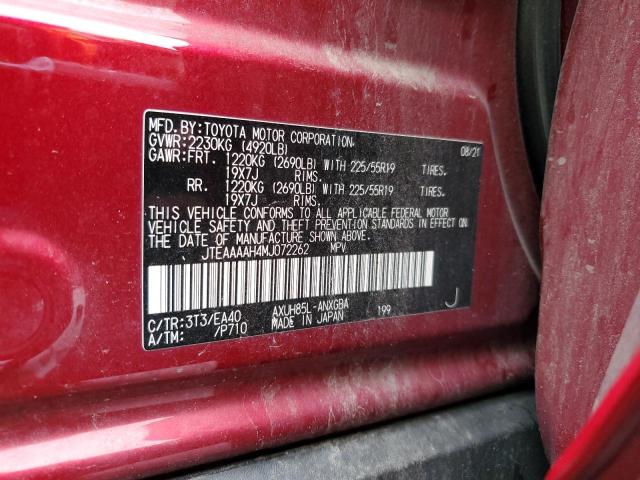 MFD.BY:TOYOTA MOTOR CORPORATION. 08/21
GVWR:2230KG (4920LB)
GAWR:FRT. 1220KG (2690LB) WITH 225/55R19 TIRES.
19X7J RIMS.
RR. 1220KG (2690LB) WITH 225/55R19 TIRES.
19X7J RIMS.
THIS VEHICLE CONFORMS TO ALL APPLICABLE FEDERAL MOTOR
VEHICLE SAFETY AND THEFT PREVENTION STANDARDS IN EFFECT ON
THE DATE OF MANUFACTURE SHOWN ABOVE.
JTEAAAAH4MJ072262 MPV
C/TR:3T3/EA40 AXUH85L-ANXGBA 199 J
A/TM: /P710 MADE IN JAPAN